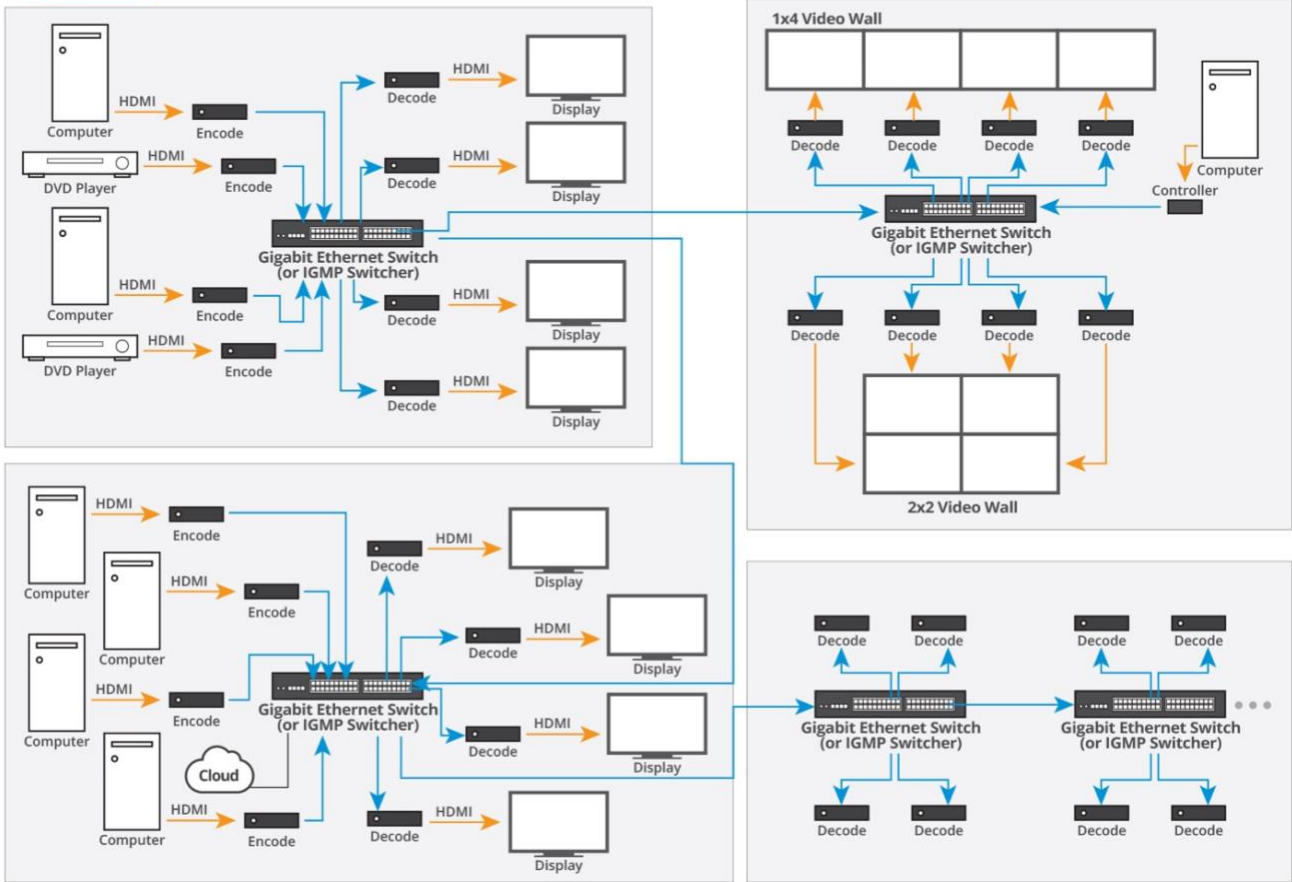 HDMI
Computer
Encode
HDMI
DVD Player
Encode
HDMI
Decode
Display
HDMI
Decode
Display
Gigabit Ethernet Switch
(or IGMP Switcher)
HDMI
Computer
Encode
HDMI
DVD Player
Encode
HDMI
Decode
Display
HDMI
Decode
Display
1x4 Video Wall
Decode
Decode
Decode
Decode
Computer
Controller
Gigabit Ethernet Switch
(or IGMP Switcher)
Decode
Decode
Decode
Decode
2x2 Video Wall
HDMI
Computer
Encode
HDMI
Computer
Encode
HDMI
Decode
Display
HDMI
Decode
Display
HDMI
Computer
Encode
Gigabit Ethernet Switch
(or IGMP Switcher)
Cloud
HDMI
Computer
Encode
HDMI
Decode
Display
HDMI
Decode
Display
Decode
Decode
Gigabit Ethernet Switch
(or IGMP Switcher)
Decode
Decode
Decode
Decode
Gigabit Ethernet Switch
(or IGMP Switcher)
Decode
Decode